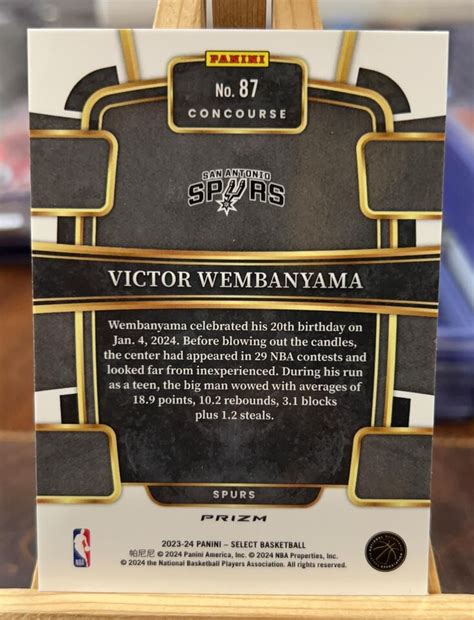 PANINI
No. 87
CONCOURSE
SAN ANTONIO
SPURS
VICTOR WEMBANYAMA
Wembanyama celebrated his 20th birthday on
Jan. 4, 2024. Before blowing out the candles,
the center had appeared in 29 NBA contests and
looked far from inexperienced. During his run
as a teen, the big man wowed with averages of
18.9 points, 10.2 rebounds, 3.1 blocks
plus 1.2 steals.
SPURS
PRIZM
2023-24 PANINI – SELECT BASKETBALL
帕尼尼 © 2024 Panini America, Inc. © 2024 NBA Properties, Inc.
© 2024 the National Basketball Players Association. All rights reserved.
NBA